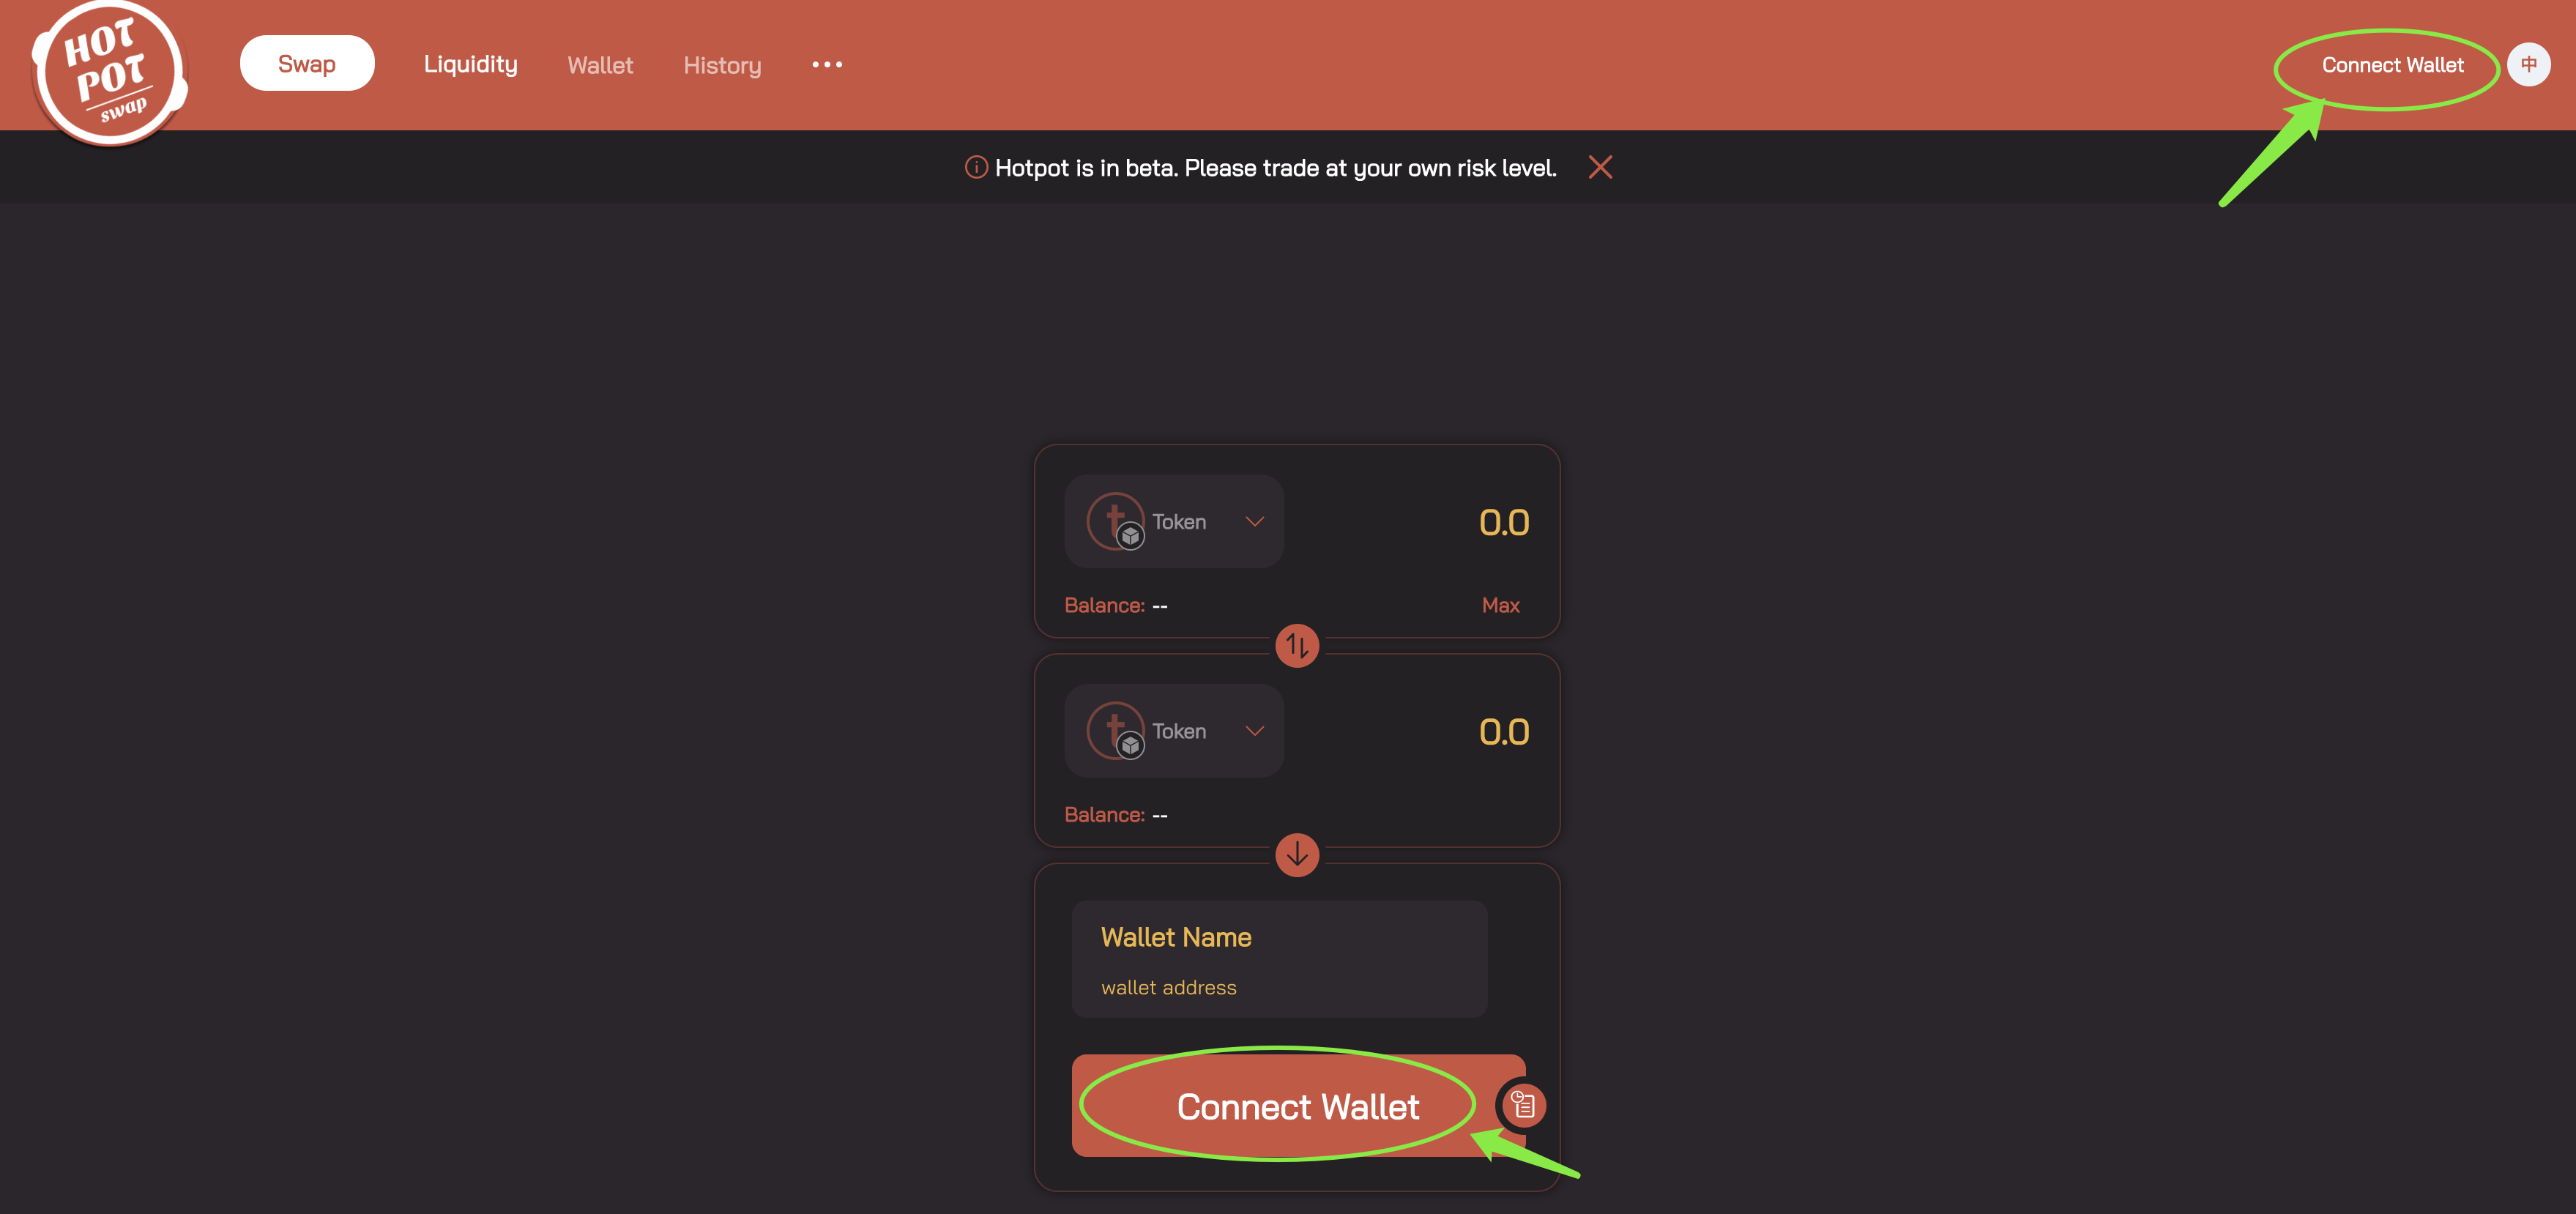 HOT
POT
swap
Swap
Liquidity
Wallet
History
Connect Wallet
中
Hotpot is in beta. Please trade at your own risk level.
t
Token
0.0
Balance: --
Max
t
Token
0.0
Balance: --
Wallet Name
wallet address
Connect Wallet